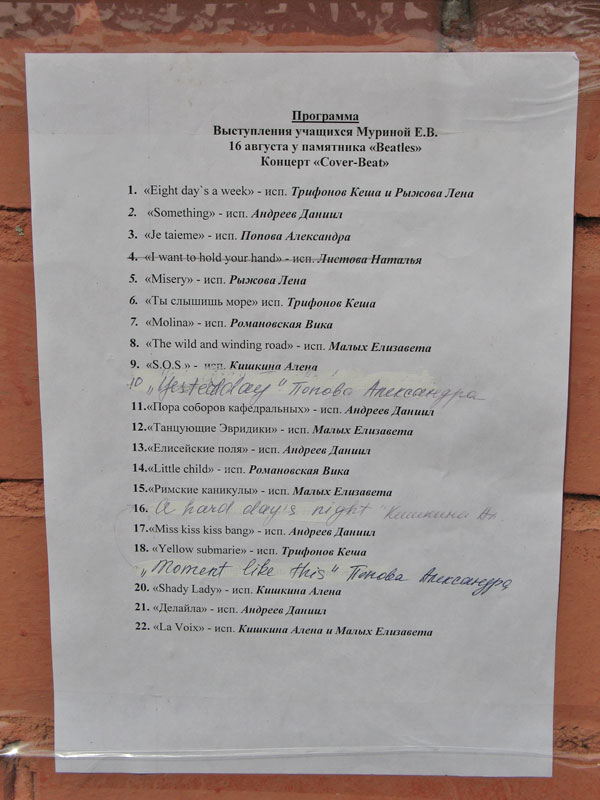 Программа
Выступления учащихся Муриной Е.В.
16 августа у памятника «Beatles»
Концерт «Cover-Beat»
1. «Eight day`s a week» - исп. Трифонов Кеша и Рыжова Лена
2. «Something» - исп. Андреев Даниил
3. «Je taieme» - исп. Попова Александра
4. «I want to hold your hand» - исп. Листова Наталья
5. «Misery» - исп. Рыжова Лена
6. «Ты слышишь море» исп. Трифонов Кеша
7. «Molina» - исп. Романовская Вика
8. «The wild and winding road» - исп. Малых Елизавета
9. «S.O.S.» - исп. Кишкина Алена
10 „Yesterday" Попова Александра
11.«Пора соборов кафедральных» - исп. Андреев Даниил
12.«Танцующие Эвридики» - исп. Малых Елизавета
13.«Елисейские поля» - исп. Андреев Даниил
14.«Little child» - исп. Романовская Вика
15.«Римские каникулы» - исп. Малых Елизавета
16. A hard day's night "Кишкина Ал
17.«Miss kiss kiss bang» - исп. Андреев Даниил
18. «Yellow submarie» - исп. Трифонов Кеша
„Moment like this" Попова Александра
20. «Shady Lady» - исп. Кишкина Алена
21. «Делайла» - исп. Андреев Даниил
22. «La Voix» - исп. Кишкина Алена и Малых Елизавета